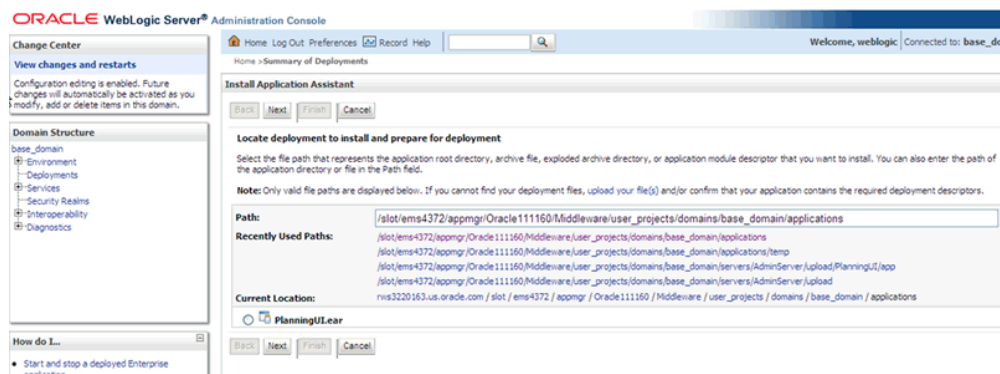 ORACLE WebLogic Server® Administration Console
Change Center
View changes and restarts
Configuration editing is enabled. Future
changes will automatically be activated as you
modify, add or delete items in this domain.
Domain Structure
base_domain
Environment
Deployments
Services
Security Realms
Interoperability
Diagnostics
How do I...
Start and stop a deployed Enterprise
application
Home Log Out Preferences Record Help
Welcome, weblogic Connected to: base_do
Home >Summary of Deployments
Install Application Assistant
Back Next Finish Cancel
Locate deployment to install and prepare for deployment
Select the file path that represents the application root directory, archive file, exploded archive directory, or application module descriptor that you want to install. You can also enter the path of
the application directory or file in the Path field.
Note: Only valid file paths are displayed below. If you cannot find your deployment files, upload your file(s) and/or confirm that your application contains the required deployment descriptors.
Path: /slot/ems4372/appmgr/Oracle111160/Middleware/user_projects/domains/base_domain/applications
Recently Used Paths: /slot/ems4372/appmgr/Oracle111160/Middleware/user_projects/domains/base_domain/applications
/slot/ems4372/appmgr/Oracle111160/Middleware/user_projects/domains/base_domain/applications/temp
/slot/ems4372/appmgr/Oracle111160/Middleware/user_projects/domains/base_domain/servers/AdminServer/upload/PlanningUI/app
/slot/ems4372/appmgr/Oracle111160/Middleware/user_projects/domains/base_domain/servers/AdminServer/upload
Current Location: rws3220163.us.oracle.com / slot / ems4372 / appmgr / Oracle111160 / Middleware / user_projects / domains / base_domain / applications
PlanningUI.ear
Back Next Finish Cancel